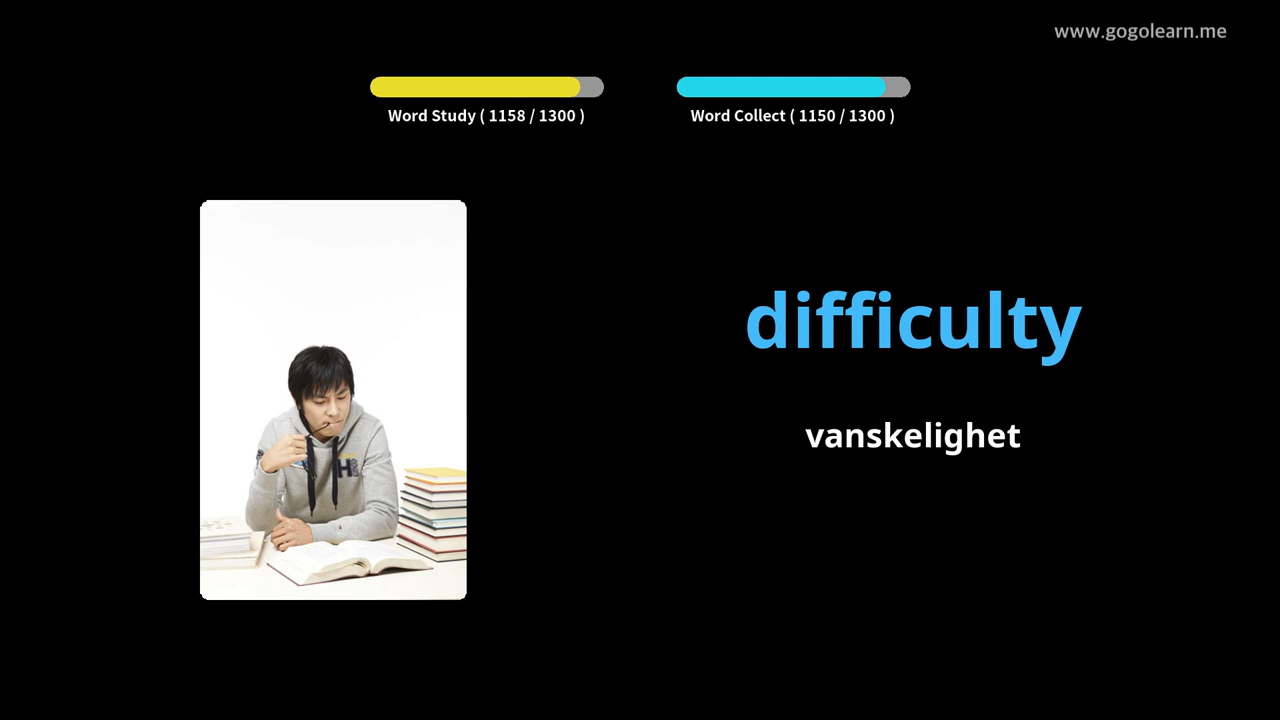 www.gogolearn.me
Word Study ( 1158 / 1300 )
Word Collect ( 1150 / 1300 )
difficulty
vanskelighet
H